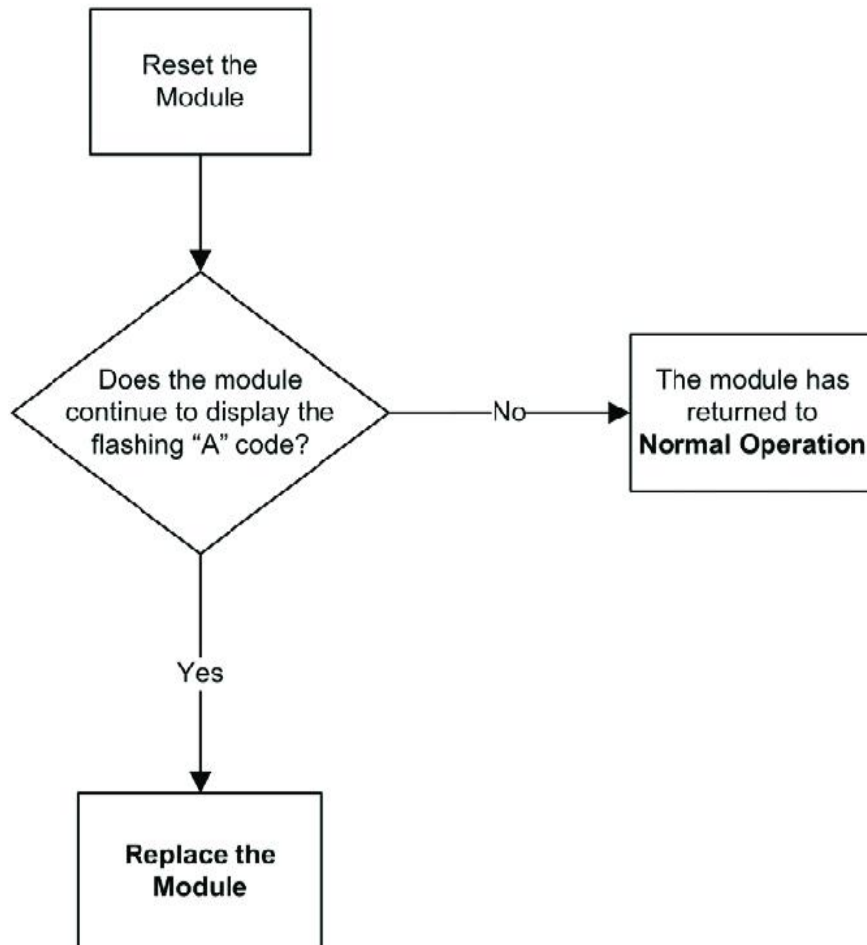 Reset the
Module
Does the module
continue to display the
flashing “A” code?
No
The module has
returned to
Normal Operation
Yes
Replace the
Module